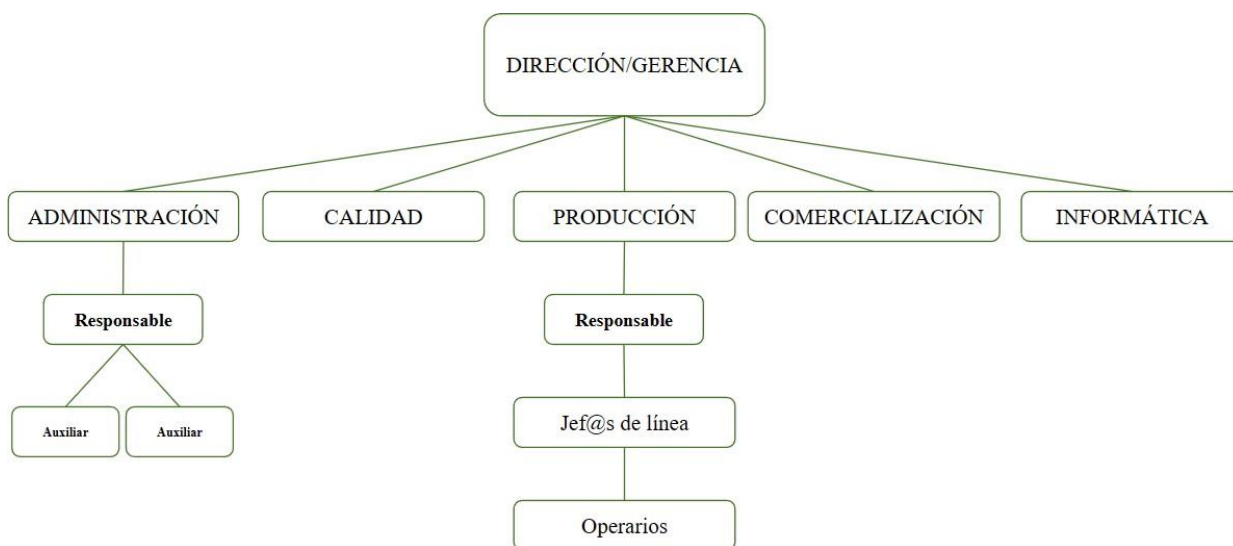 DIRECCIÓN/GERENCIA
ADMINISTRACIÓN
CALIDAD
PRODUCCIÓN
COMERCIALIZACIÓN
INFORMÁTICA
Responsable
Responsable
Auxiliar
Auxiliar
Jef@s de línea
Operarios